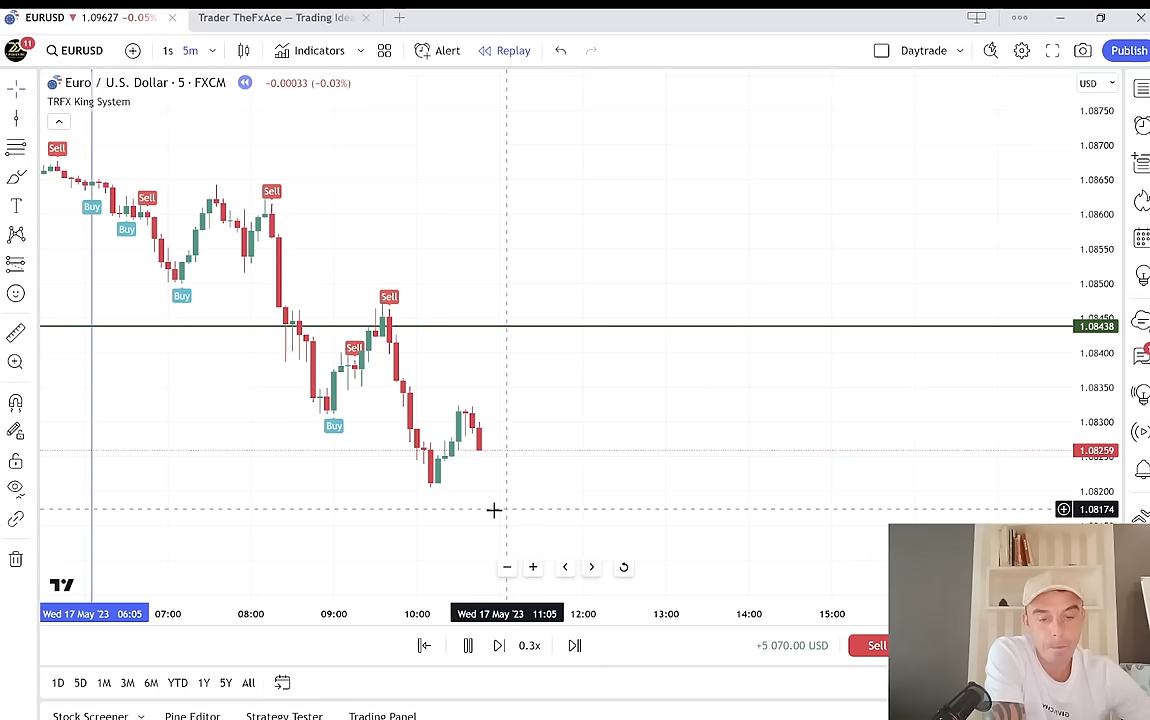 EURUSD ▼ 1.09627 −0.05%
Trader TheFxAce — Trading Idea
11
EURUSD
1s 5m
Indicators
Alert
Replay
Daytrade
Publish
Euro / U.S. Dollar · 5 · FXCM −0.00033 (−0.03%)
USD
TRFX King System
1.08750
1.08700
Sell
1.08650
Sell
Sell
Buy
1.08600
Buy
1.08550
1.08500
Buy
Sell
1.08450
1.08438
Sell
1.08400
1.08350
1.08300
Buy
1.08259
1.08250
1.08200
1.08174
Wed 17 May '23 06:05 07:00 08:00 09:00 10:00 Wed 17 May '23 11:05 12:00 13:00 14:00 15:00
0.3x
+5 070.00 USD
Sell
1D 5D 1M 3M 6M YTD 1Y 5Y All
Stock Screener Pine Editor Strategy Tester Trading Panel